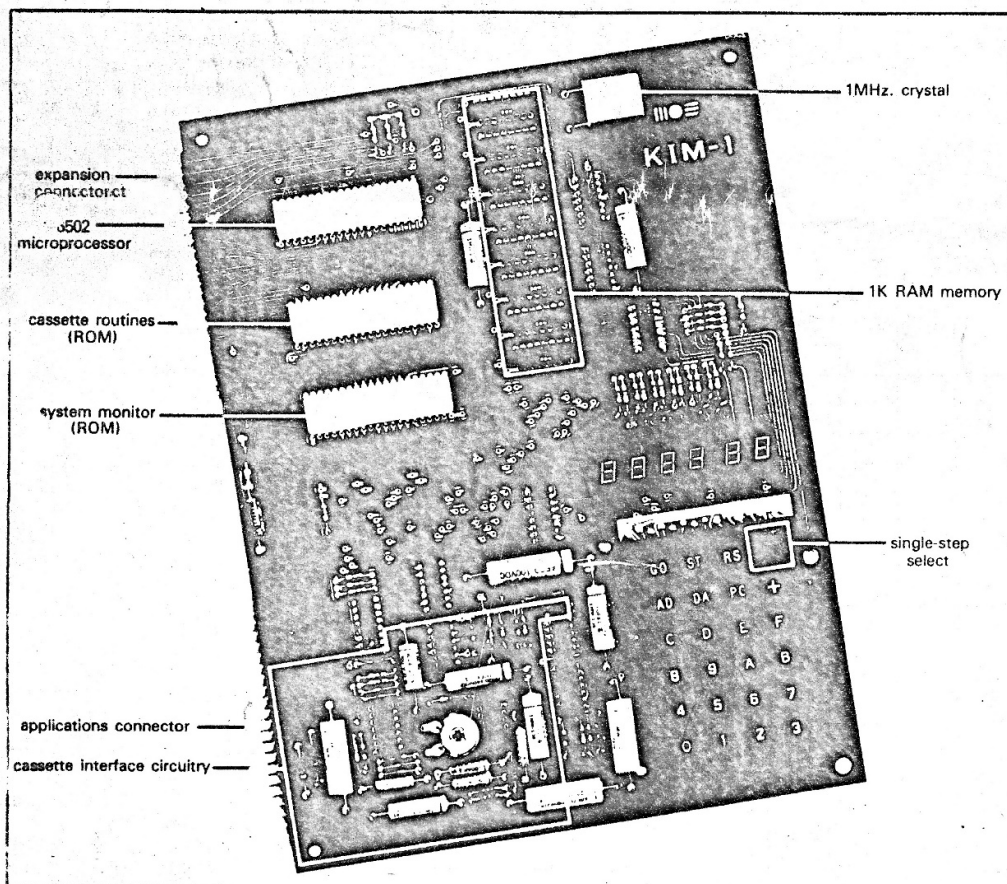 1MHz. crystal
MOS
KIM-1
expansion
connector
6502
microprocessor
1K RAM memory
cassette routines
(ROM)
system monitor
(ROM)
single-step
select
GO ST RS
AD DA PC +
C D E F
8 9 A B
4 5 6 7
0 1 2 3
applications connector
cassette interface circuitry